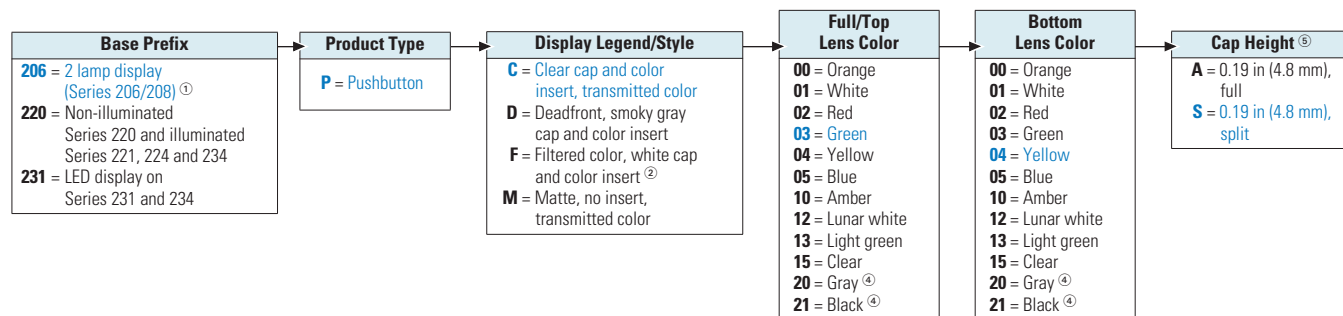 Base Prefix
206 = 2 lamp display
(Series 206/208) ①
220 = Non-illuminated
Series 220 and illuminated
Series 221, 224 and 234
231 = LED display on
Series 231 and 234
Product Type
P = Pushbutton
Display Legend/Style
C = Clear cap and color
insert, transmitted color
D = Deadfront, smoky gray
cap and color insert
F = Filtered color, white cap
and color insert ②
M = Matte, no insert,
transmitted color
Full/Top
Lens Color
00 = Orange
01 = White
02 = Red
03 = Green
04 = Yellow
05 = Blue
10 = Amber
12 = Lunar white
13 = Light green
15 = Clear
20 = Gray ④
21 = Black ④
Bottom
Lens Color
00 = Orange
01 = White
02 = Red
03 = Green
04 = Yellow
05 = Blue
10 = Amber
12 = Lunar white
13 = Light green
15 = Clear
20 = Gray ④
21 = Black ④
Cap Height ⑤
A = 0.19 in (4.8 mm),
full
S = 0.19 in (4.8 mm),
split